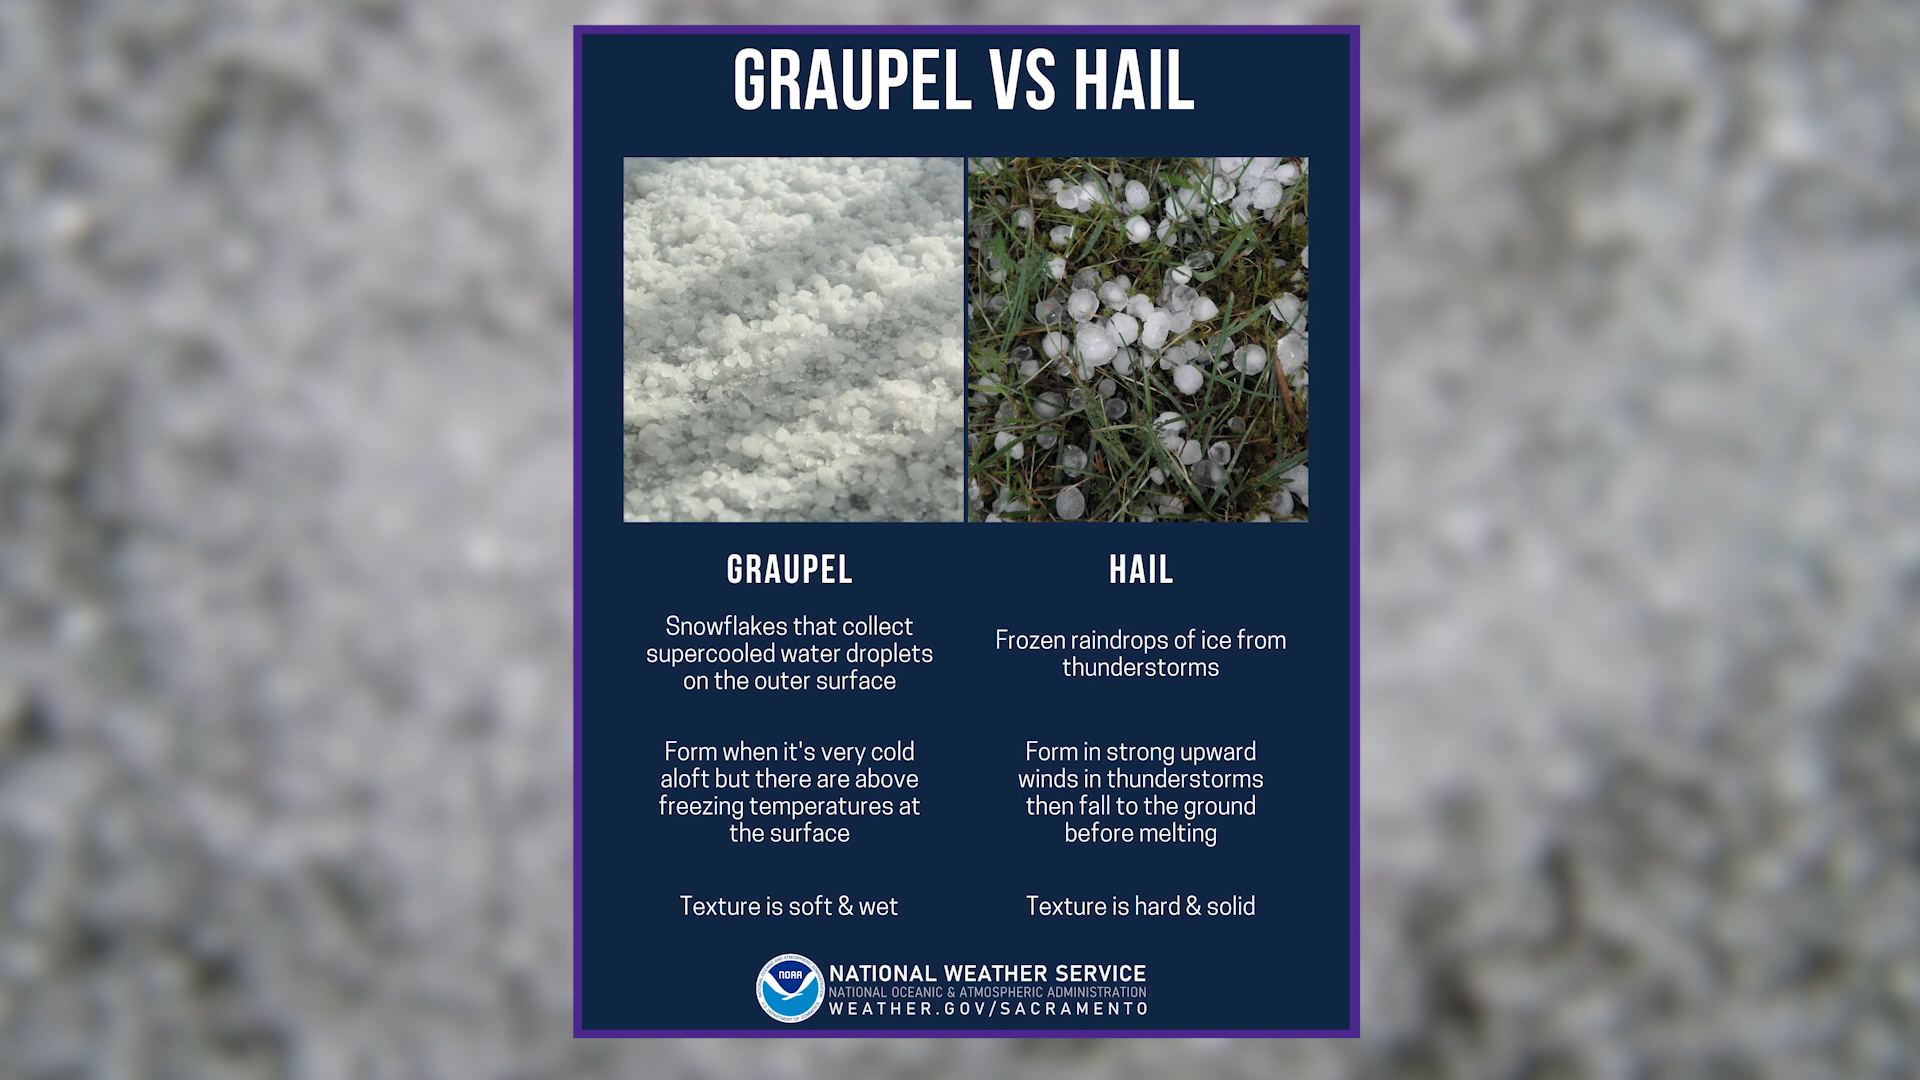 GRAUPEL VS HAIL
GRAUPEL
Snowflakes that collect
supercooled water droplets
on the outer surface
Form when it's very cold
aloft but there are above
freezing temperatures at
the surface
Texture is soft & wet
HAIL
Frozen raindrops of ice from
thunderstorms
Form in strong upward
winds in thunderstorms
then fall to the ground
before melting
Texture is hard & solid
NOAA
NATIONAL WEATHER SERVICE
NATIONAL OCEANIC & ATMOSPHERIC ADMINISTRATION
WEATHER.GOV/SACRAMENTO